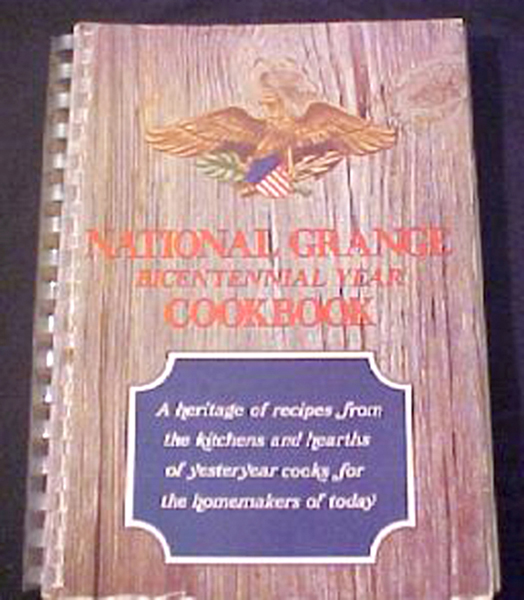 NATIONAL GRANGE
BICENTENNIAL YEAR
COOKBOOK
A heritage of recipes from
the kitchens and hearths
of yesteryear cooks for
the homemakers of today